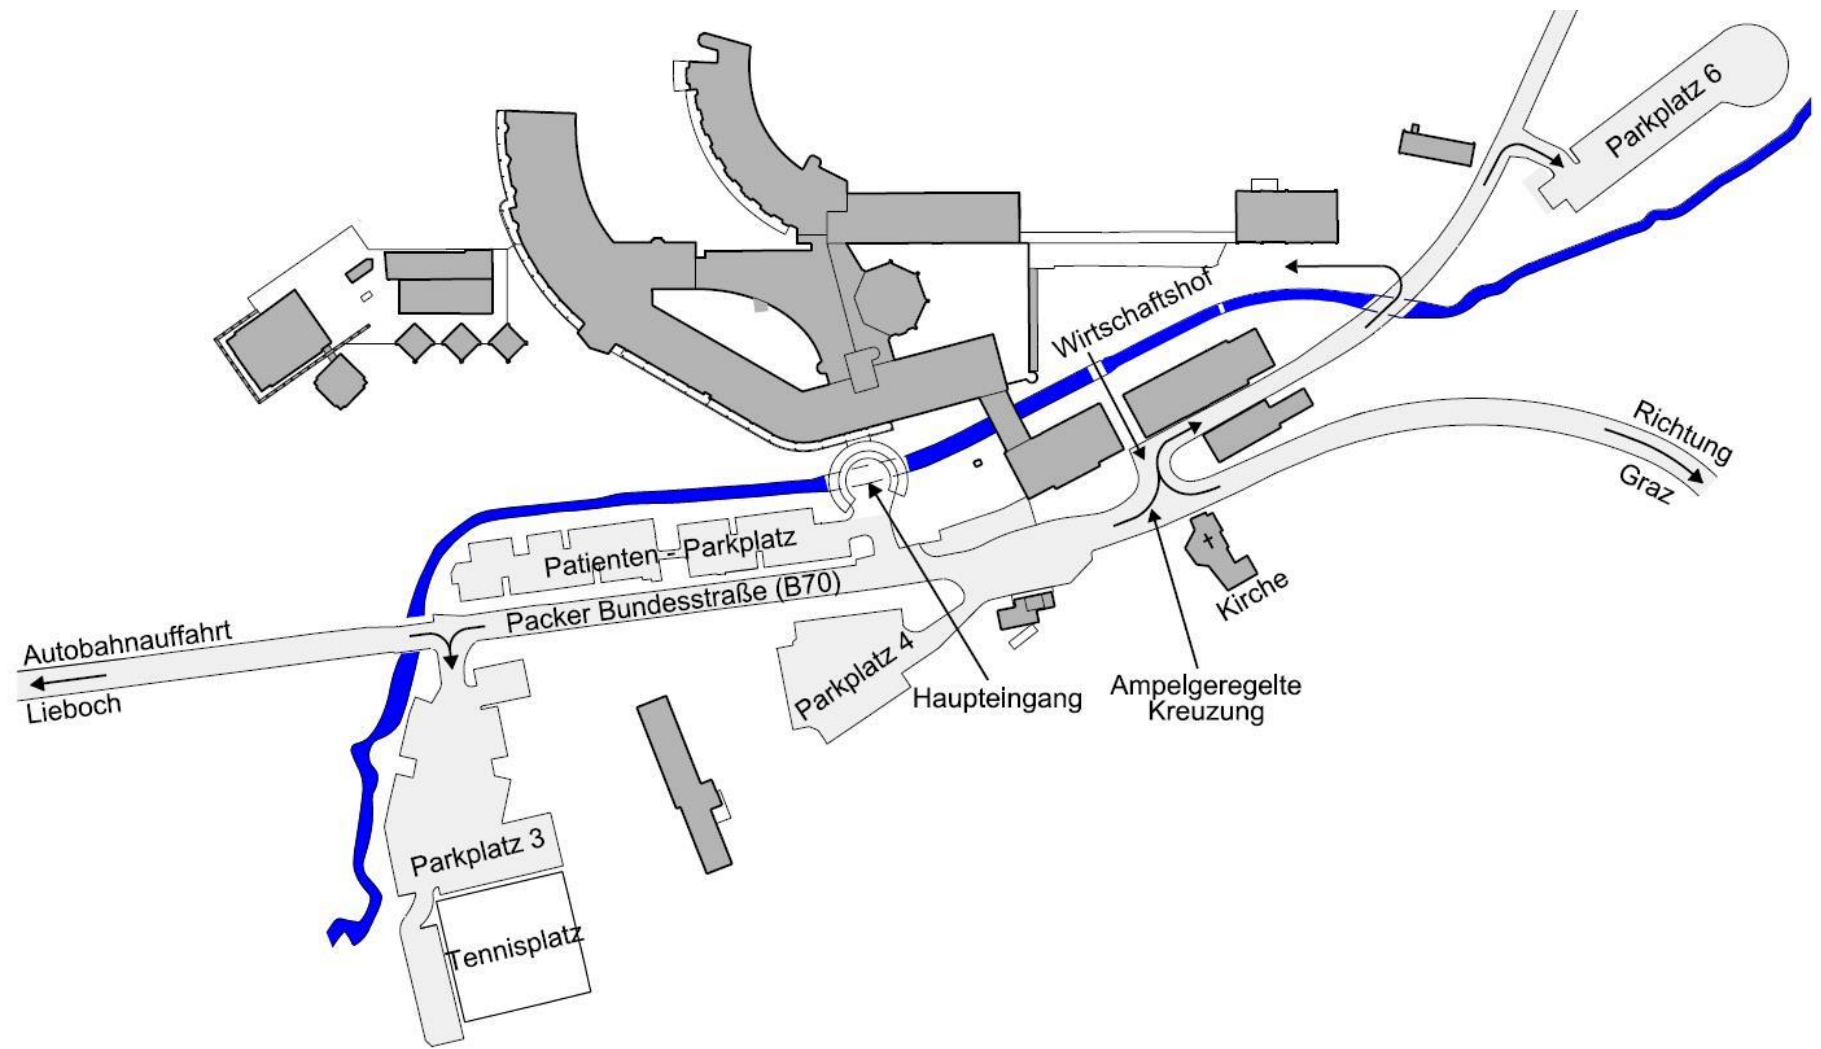 Parkplatz 6
Wirtschaftshof
Richtung
Graz
Patienten - Parkplatz
Packer Bundesstraße (B70)
Kirche
Autobahnauffahrt
Lieboch
Parkplatz 4
Haupteingang
Ampelgeregelte
Kreuzung
Parkplatz 3
Tennisplatz